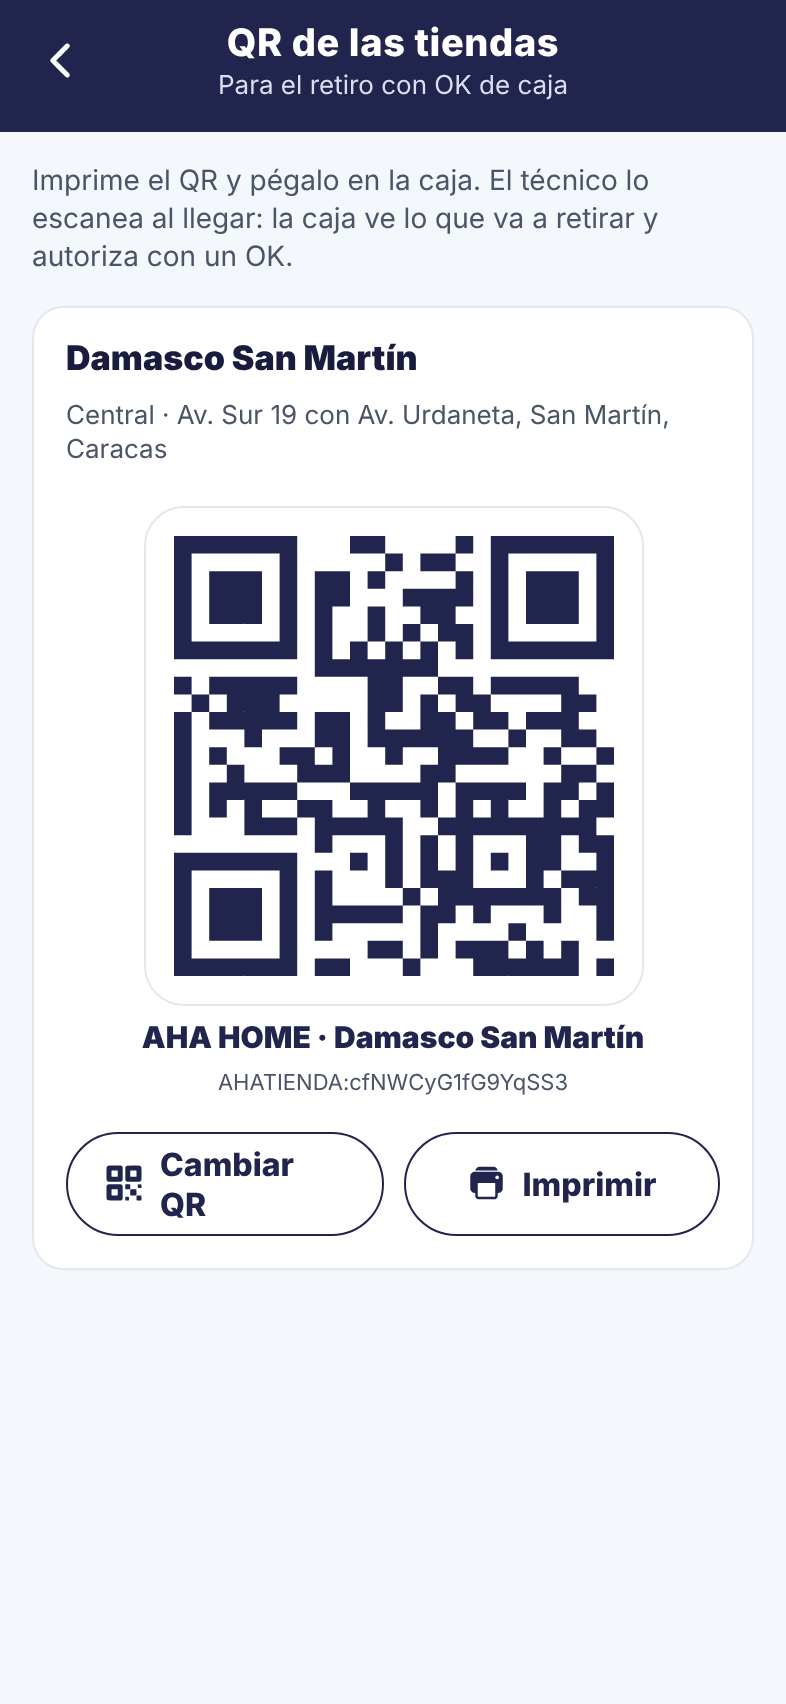 QR de las tiendas
Para el retiro con OK de caja
Imprime el QR y pégalo en la caja. El técnico lo
escanea al llegar: la caja ve lo que va a retirar y
autoriza con un OK.
Damasco San Martín
Central · Av. Sur 19 con Av. Urdaneta, San Martín,
Caracas
AHA HOME · Damasco San Martín
AHATIENDA:cfNWCyG1fG9YqSS3
Cambiar
QR
Imprimir